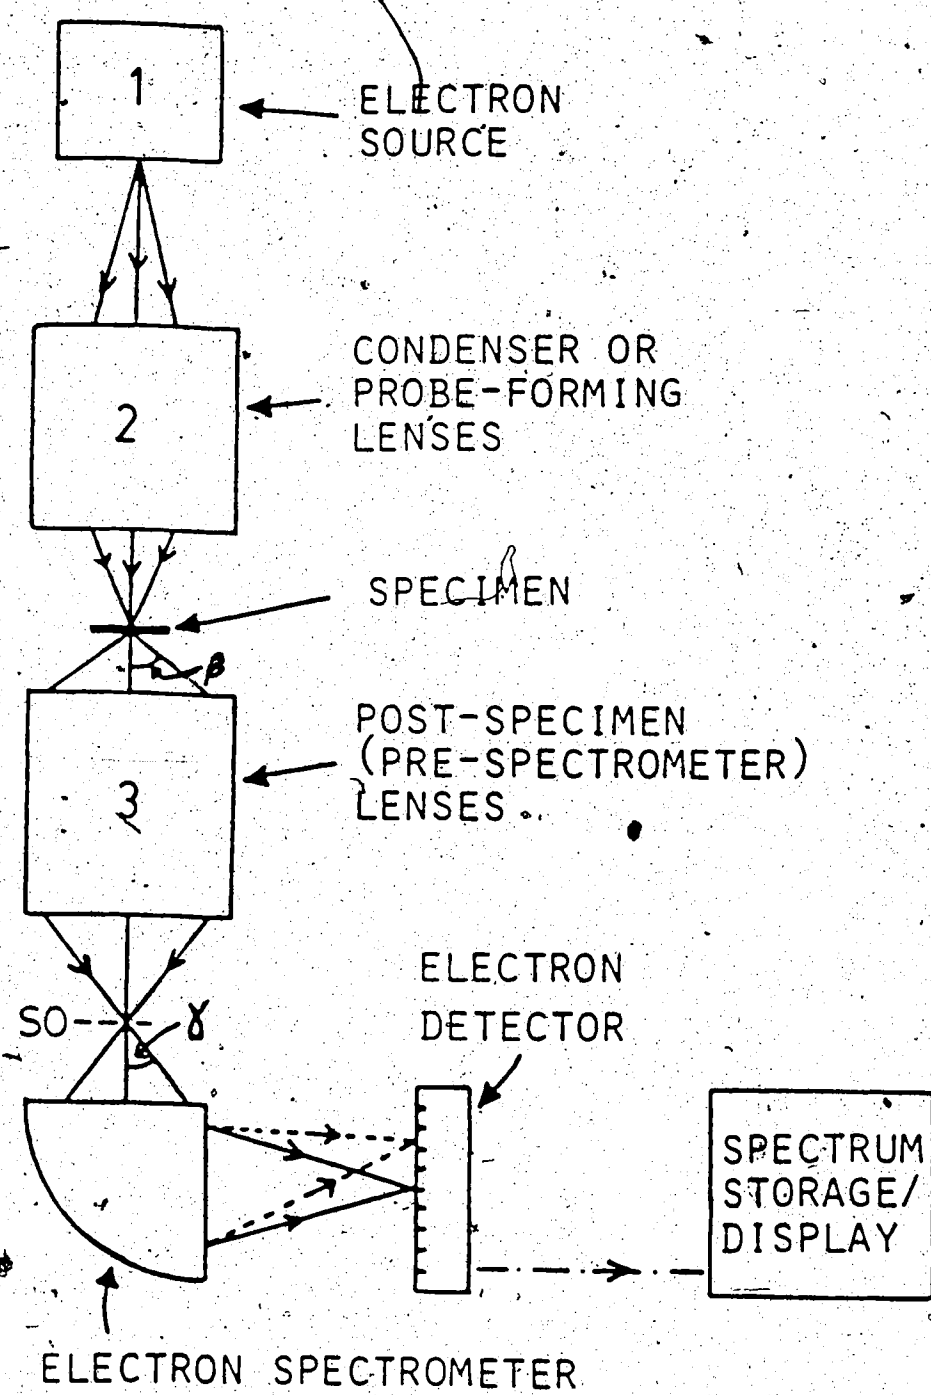 1
ELECTRON
SOURCE
2
CONDENSER OR
PROBE-FORMING
LENSES
SPECIMEN
β
3
POST-SPECIMEN
(PRE-SPECTROMETER)
LENSES
SO
γ
ELECTRON
DETECTOR
SPECTRUM
STORAGE/
DISPLAY
ELECTRON SPECTROMETER